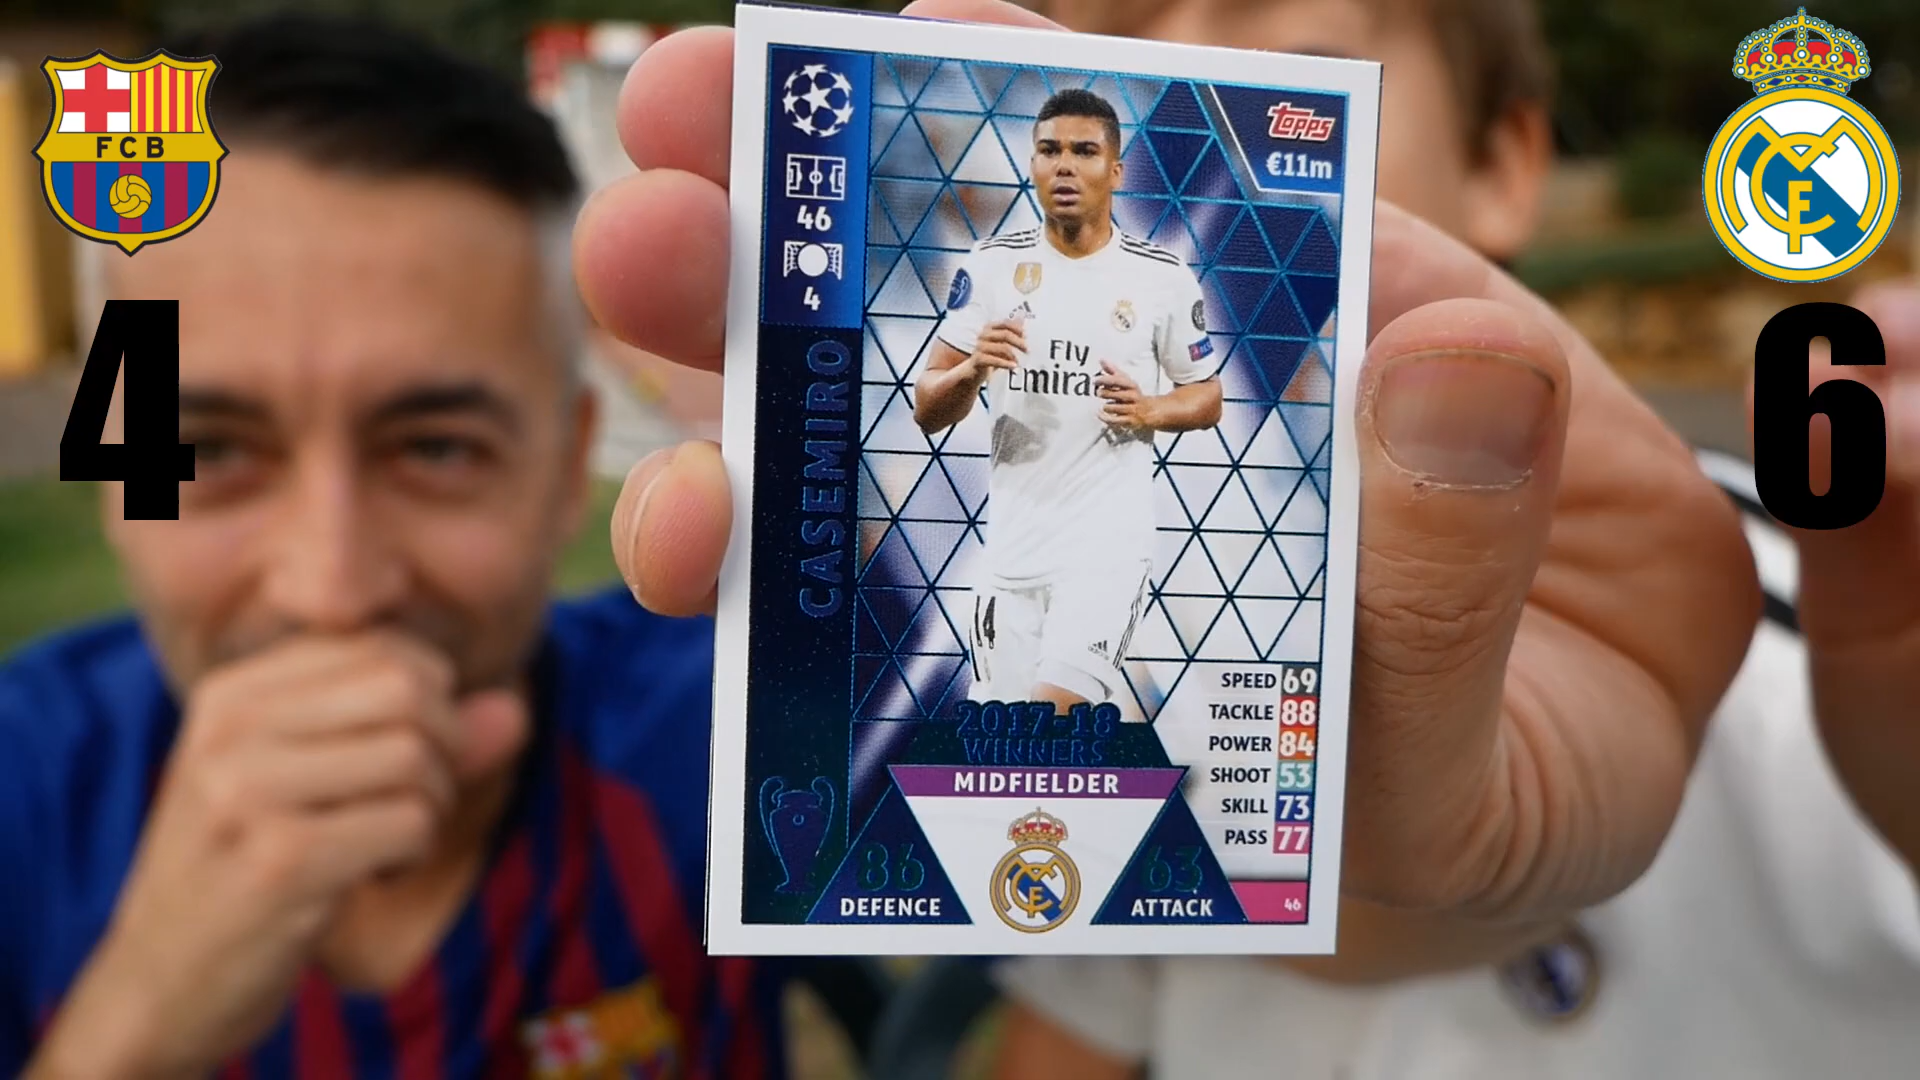 FCB
4
6
TOPPS
€11m
46
4
CASEMIRO
Fly
Emirates
14
SPEED 69
TACKLE 88
POWER 84
SHOOT 53
SKILL 73
PASS 77
2017-18
WINNERS
MIDFIELDER
86
DEFENCE
63
ATTACK
46